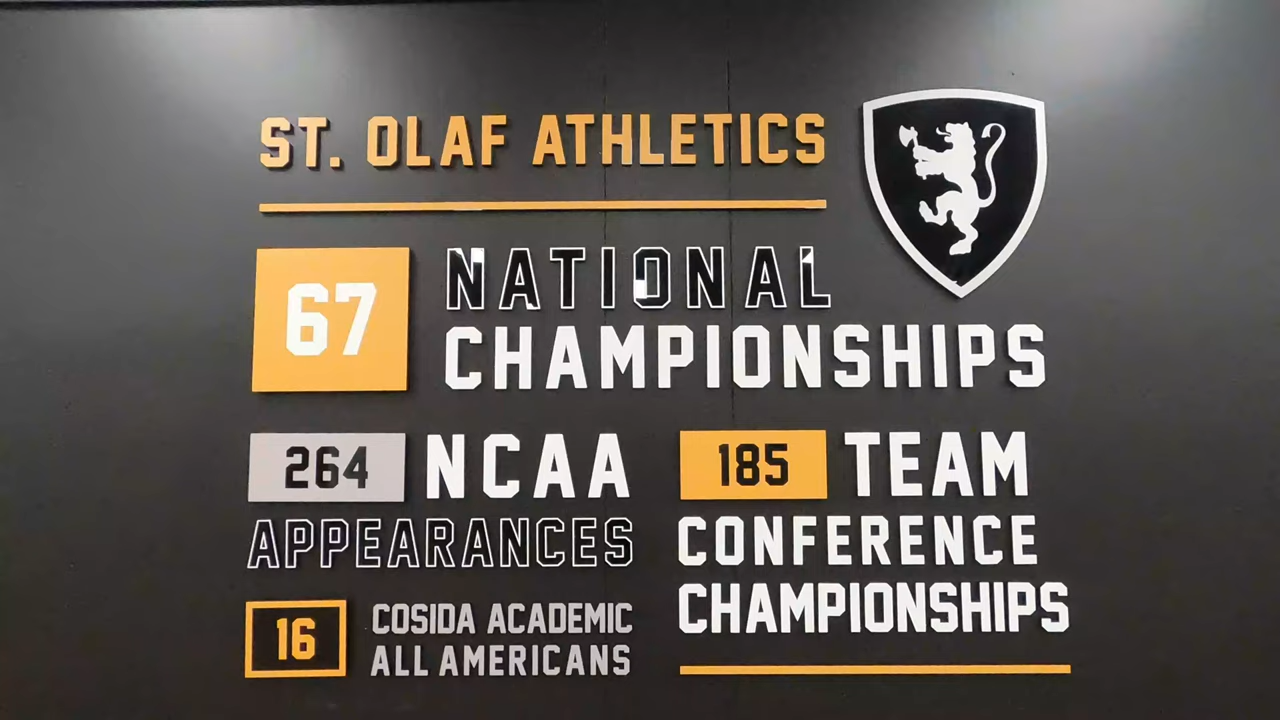 ST. OLAF ATHLETICS
67 NATIONAL
CHAMPIONSHIPS
264 NCAA
APPEARANCES
185 TEAM
CONFERENCE
CHAMPIONSHIPS
16 COSIDA ACADEMIC
ALL AMERICANS